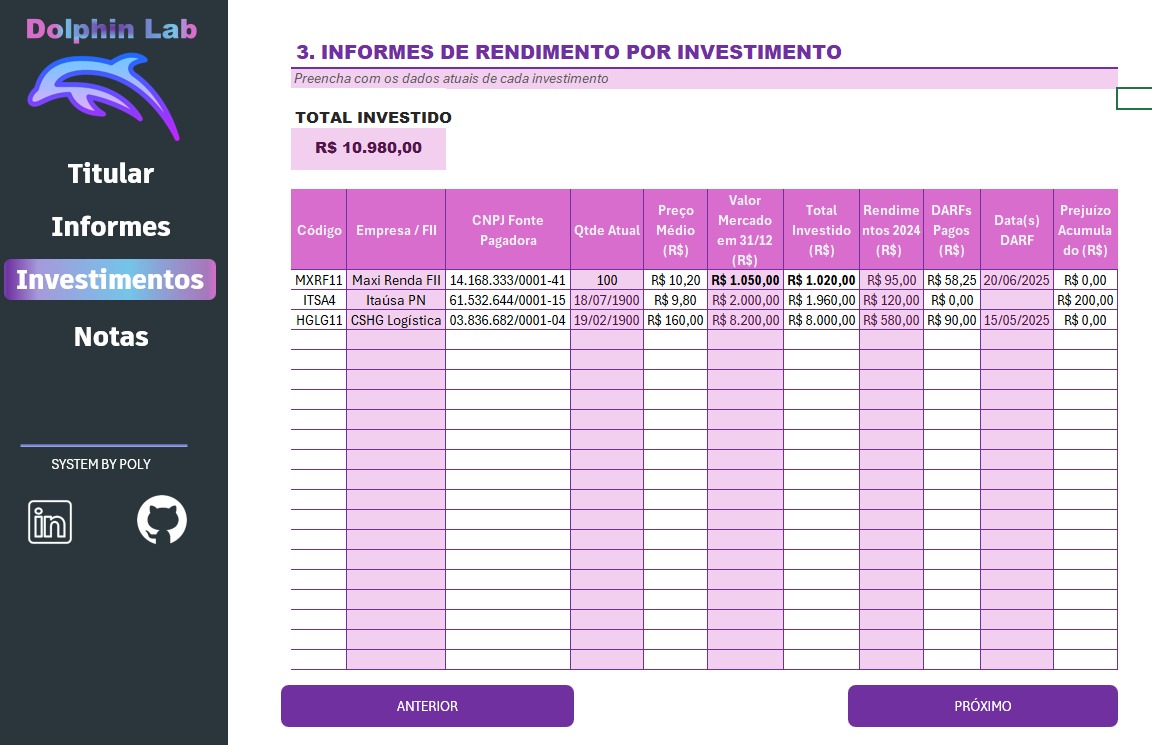 Dolphin Lab
Titular
Informes
Investimentos
Notas
SYSTEM BY POLY
in
3. INFORMES DE RENDIMENTO POR INVESTIMENTO
Preencha com os dados atuais de cada investimento
TOTAL INVESTIDO
R$ 10.980,00
Código Empresa / FII CNPJ Fonte Pagadora Qtde Atual Preço Médio (R$) Valor Mercado em 31/12 (R$) Total Investido (R$) Rendimentos 2024 (R$) DARFs Pagos (R$) Data(s) DARF Prejuízo Acumulado (R$)
MXRF11 Maxi Renda FII 14.168.333/0001-41 100 R$ 10,20 R$ 1.050,00 R$ 1.020,00 R$ 95,00 R$ 58,25 20/06/2025 R$ 0,00
ITSA4 Itaúsa PN 61.532.644/0001-15 18/07/1900 R$ 9,80 R$ 2.000,00 R$ 1.960,00 R$ 120,00 R$ 0,00 R$ 200,00
HGLG11 CSHG Logística 03.836.682/0001-04 19/02/1900 R$ 160,00 R$ 8.200,00 R$ 8.000,00 R$ 580,00 R$ 90,00 15/05/2025 R$ 0,00
ANTERIOR
PRÓXIMO